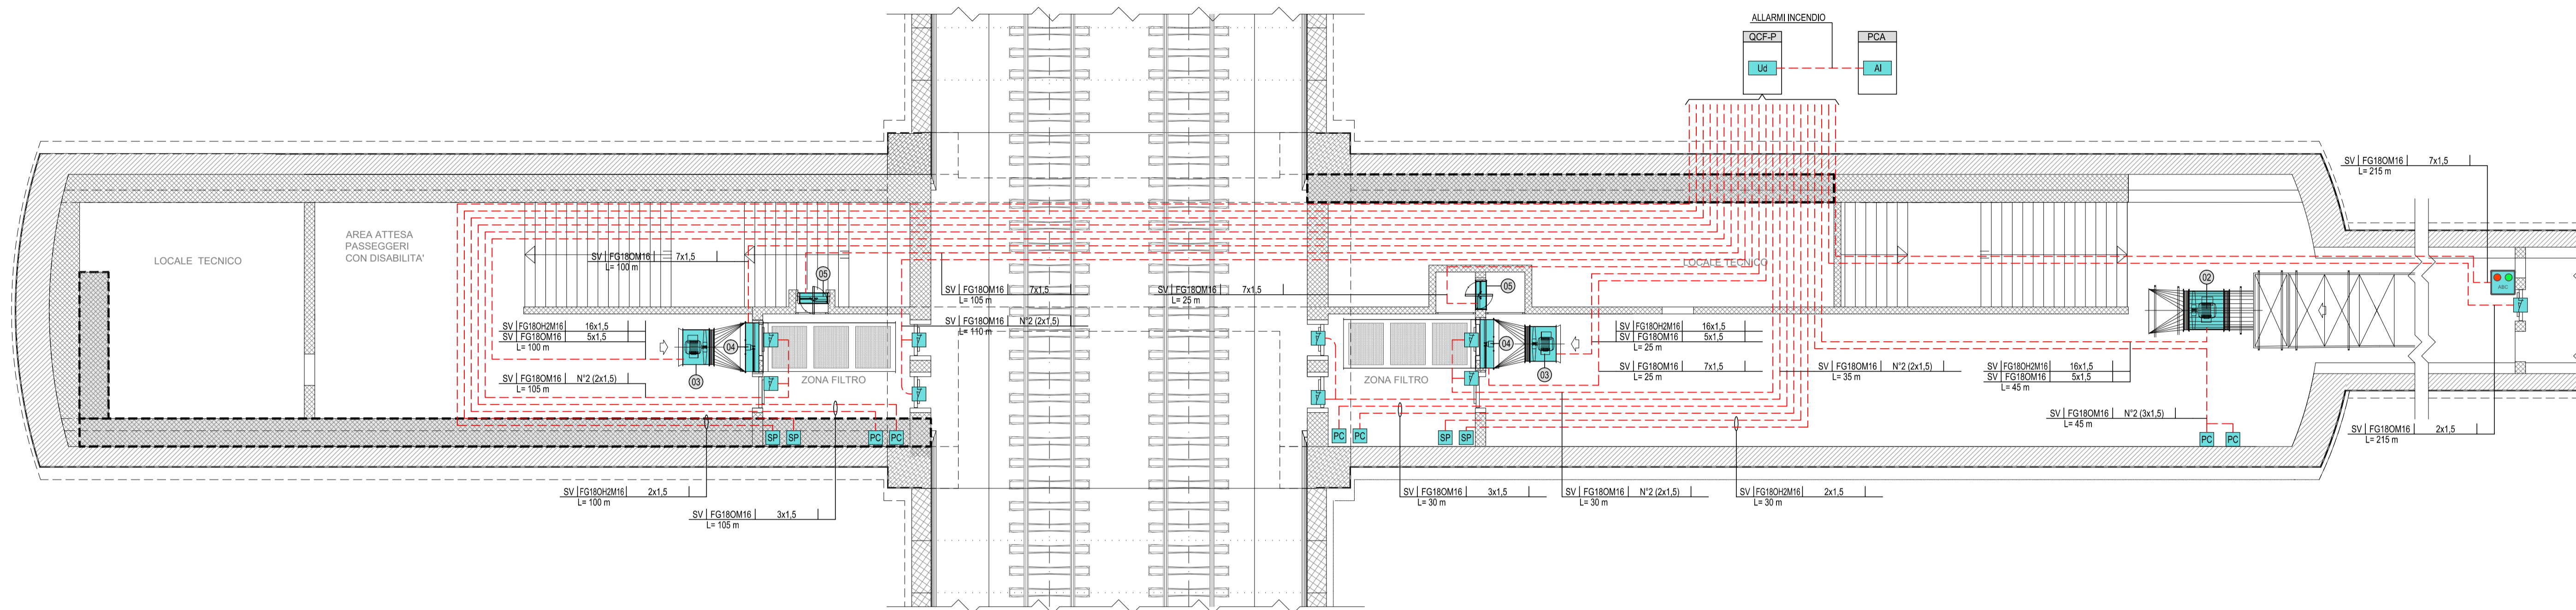 ALLARMI INCENDIO
QCF-P
PCA
Ud
AI
SV FG18OM16 7x1,5
L= 215 m
AREA ATTESA
PASSEGGERI
CON DISABILITA'
LOCALE TECNICO
SV FG18OM16 7x1,5
L= 100 m
05
LOCALE TECNICO
SV FG18OM16 7x1,5
L= 105 m
SV FG18OM16 7x1,5
L= 25 m
05
02
ABC
SV FG18OH2M16 16x1,5
SV FG18OM16 5x1,5
L= 100 m
SV FG18OM16 N°2 (2x1,5)
L= 110 m
SV FG18OH2M16 16x1,5
SV FG18OM16 5x1,5
L= 25 m
04
03
04
03
SV FG18OM16 N°2 (2x1,5)
L= 105 m
ZONA FILTRO
ZONA FILTRO
SV FG18OM16 7x1,5
L= 25 m
SV FG18OM16 N°2 (2x1,5)
L= 35 m
SV FG18OH2M16 16x1,5
SV FG18OM16 5x1,5
L= 45 m
SV FG18OM16 N°2 (3x1,5)
L= 45 m
SV FG18OM16 2x1,5
L= 215 m
SP
SP
PC
PC
PC
PC
SP
SP
PC
PC
SV FG18OH2M16 2x1,5
L= 100 m
SV FG18OM16 3x1,5
L= 105 m
SV FG18OM16 3x1,5
L= 30 m
SV FG18OM16 N°2 (2x1,5)
L= 30 m
SV FG18OH2M16 2x1,5
L= 30 m